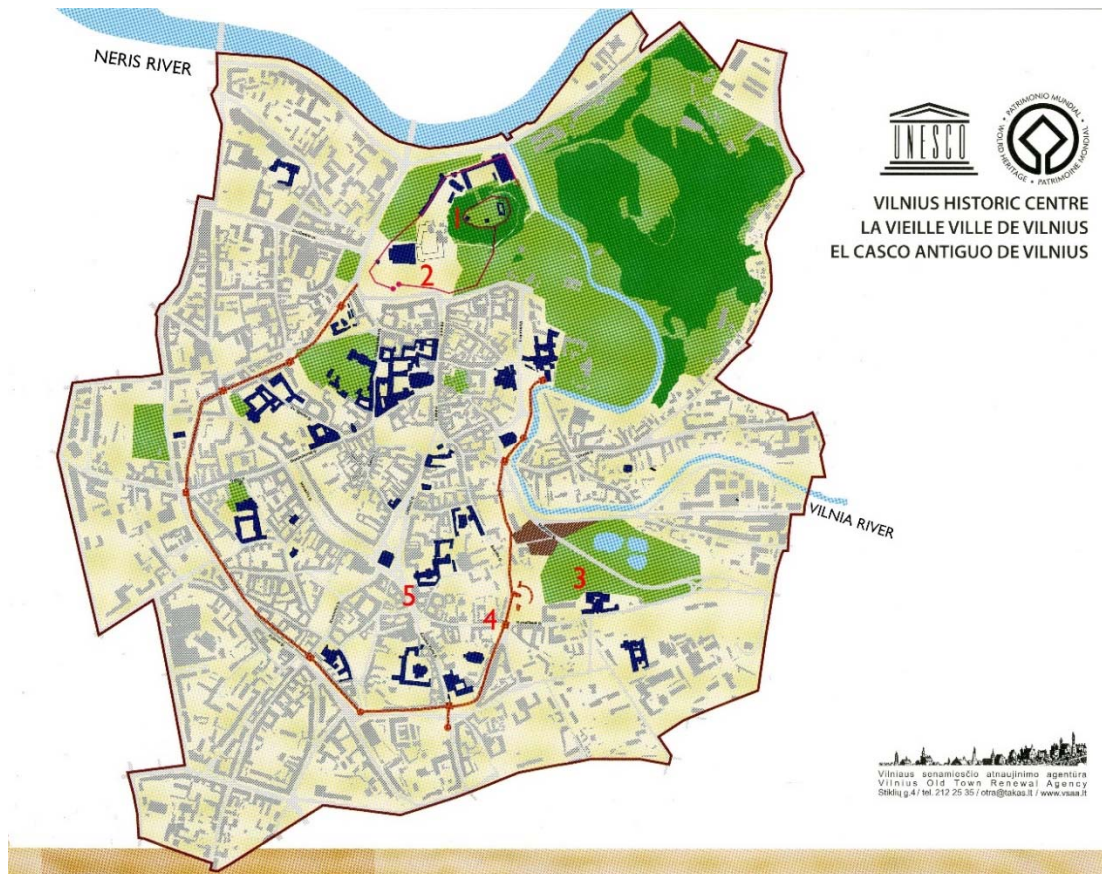 NERIS RIVER
UNESCO
PATRIMONIO MUNDIAL • WORLD HERITAGE • PATRIMOINE MONDIAL
VILNIUS HISTORIC CENTRE
LA VIEILLE VILLE DE VILNIUS
EL CASCO ANTIGUO DE VILNIUS
1
2
VILNIA RIVER
3
5
4
Vilniaus senamiesčio atnaujinimo agentūra
Vilnius Old Town Renewal Agency
Stiklių g.4 / tel. 212 25 35 / otra@takas.lt / www.vsaa.lt